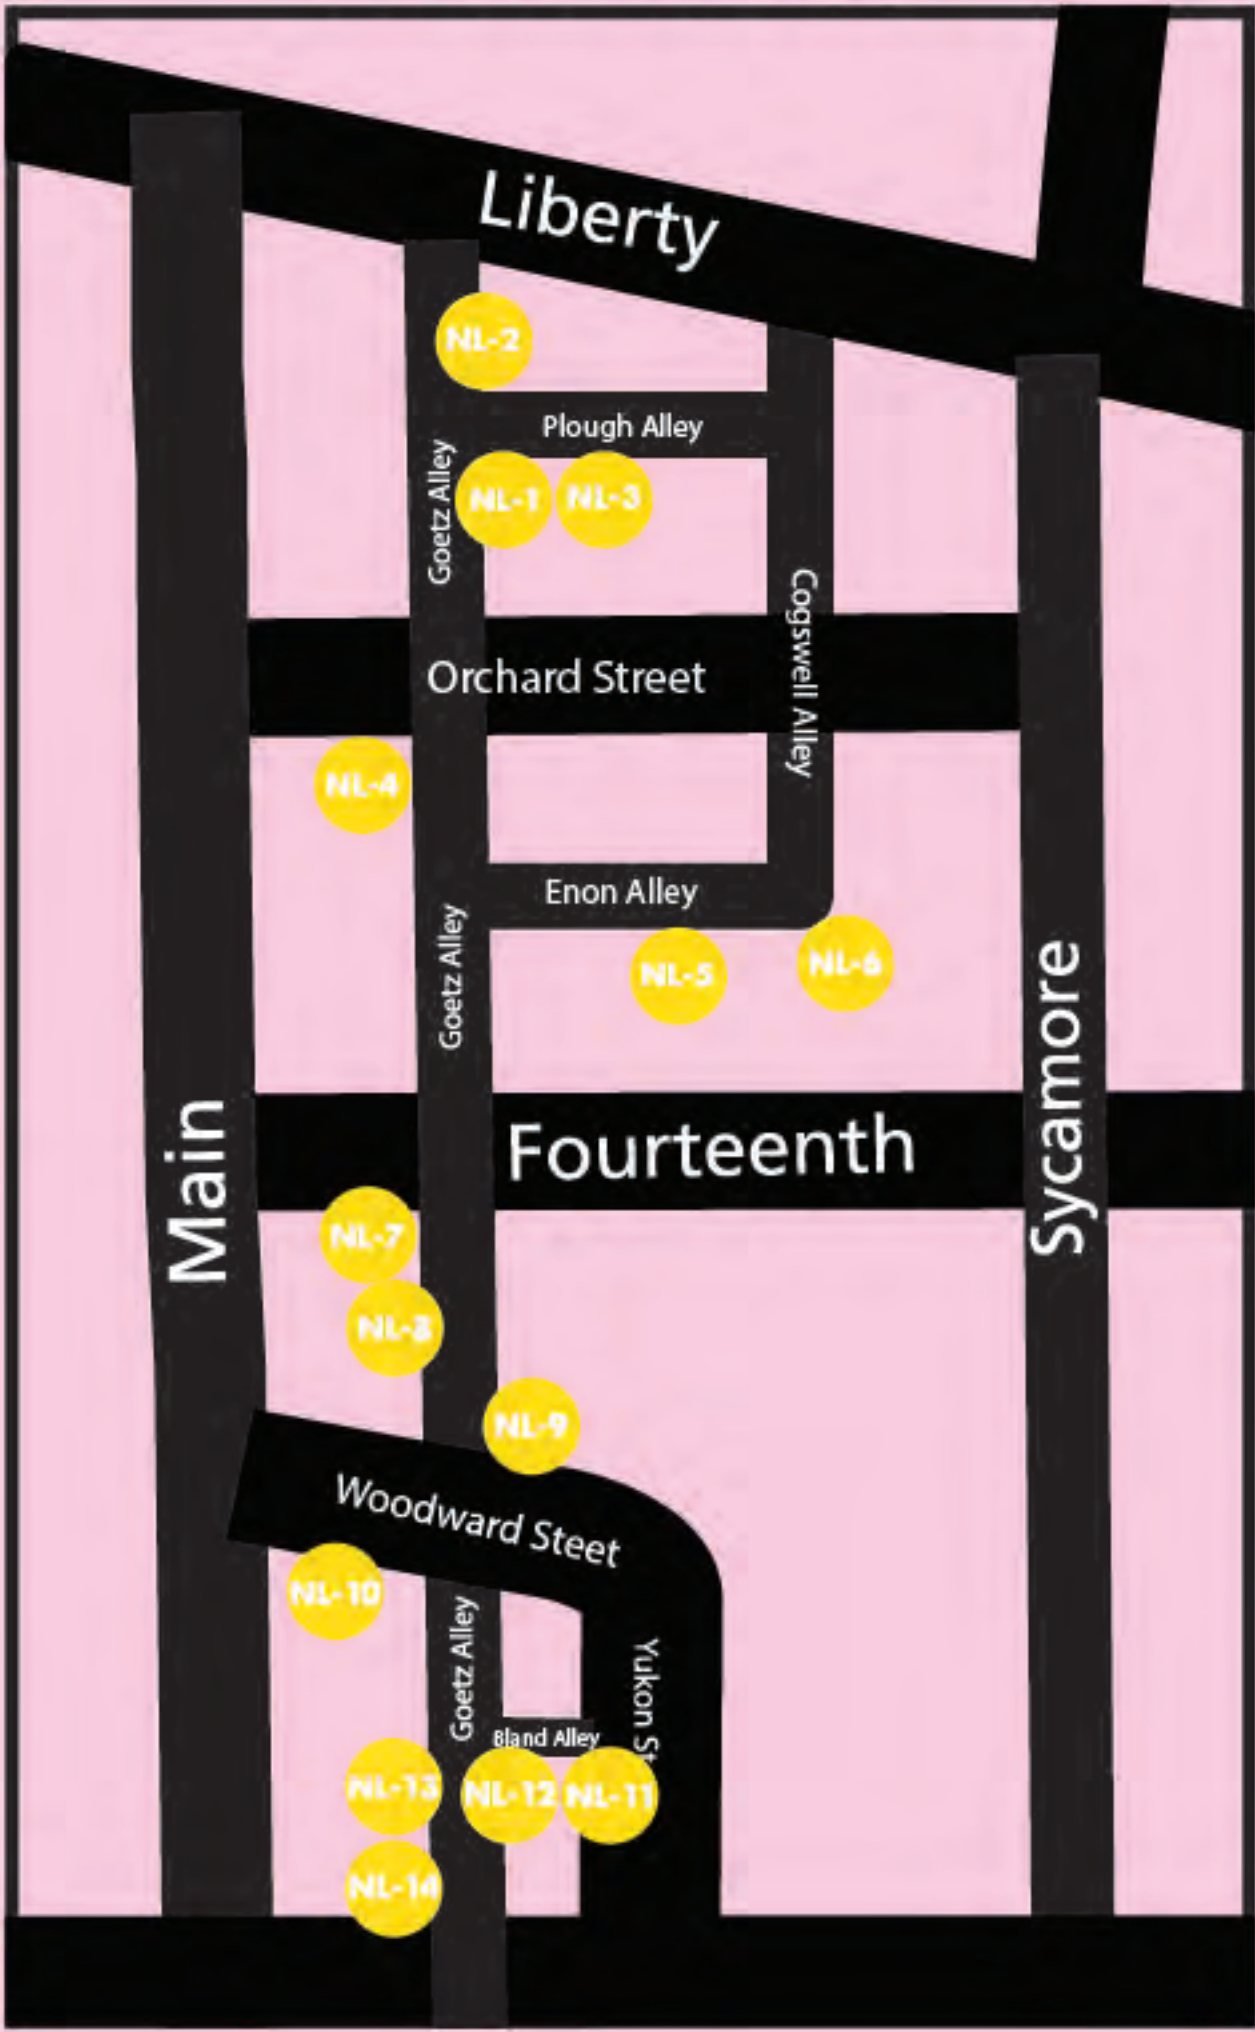 Liberty
NL-2
Plough Alley
Goetz Alley
NL-1
NL-3
Cogswell Alley
Orchard Street
NL-4
Enon Alley
Goetz Alley
NL-5
NL-6
Sycamore
Main
Fourteenth
NL-7
NL-8
NL-9
Woodward Steet
NL-10
Goetz Alley
Yukon St
Bland Alley
NL-13
NL-12
NL-11
NL-14